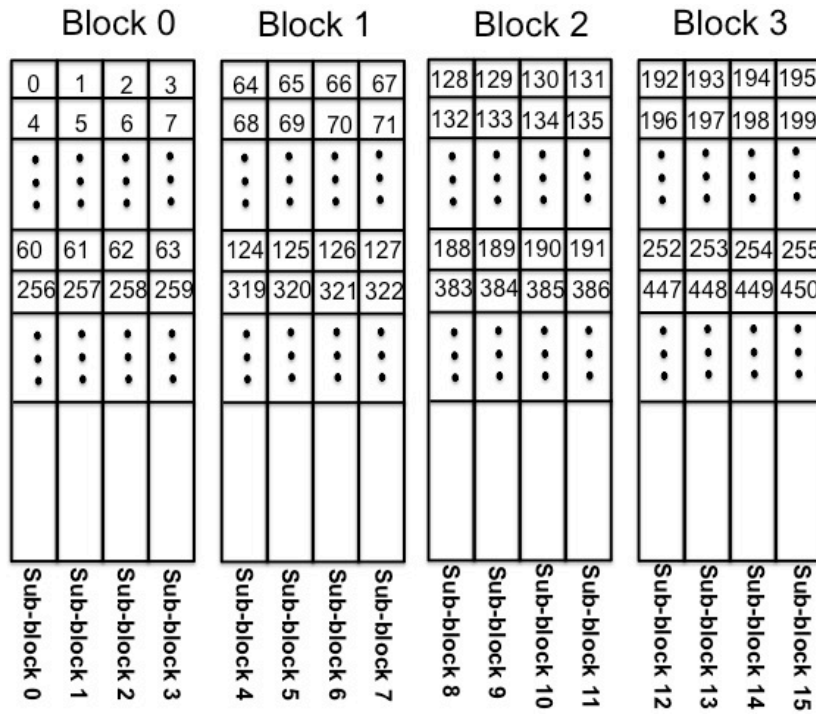 Block 0 Block 1 Block 2 Block 3
0 1 2 3 64 65 66 67 128 129 130 131 192 193 194 195
4 5 6 7 68 69 70 71 132 133 134 135 196 197 198 199
60 61 62 63 124 125 126 127 188 189 190 191 252 253 254 255
256 257 258 259 319 320 321 322 383 384 385 386 447 448 449 450
Sub-block 0
Sub-block 1
Sub-block 2
Sub-block 3
Sub-block 4
Sub-block 5
Sub-block 6
Sub-block 7
Sub-block 8
Sub-block 9
Sub-block 10
Sub-block 11
Sub-block 12
Sub-block 13
Sub-block 14
Sub-block 15